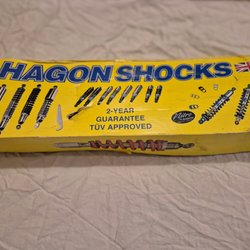 HAGON SHOCKS
2-YEAR
GUARANTEE
TÜV APPROVED